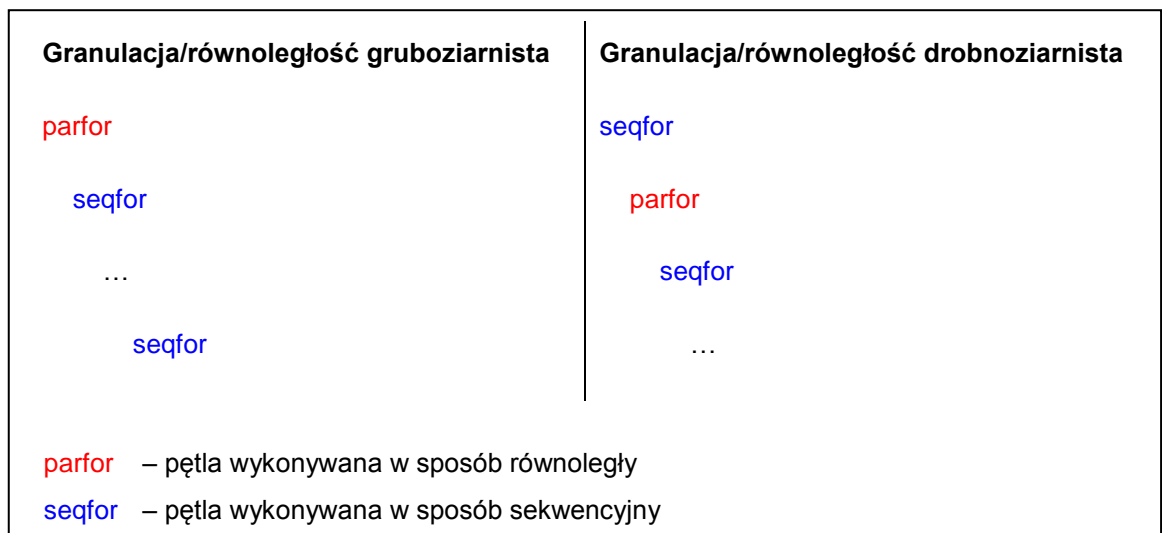 Granulacja/równoległość gruboziarnista
parfor
seqfor
…
seqfor
Granulacja/równoległość drobnoziarnista
seqfor
parfor
seqfor
…
parfor – pętla wykonywana w sposób równoległy
seqfor – pętla wykonywana w sposób sekwencyjny